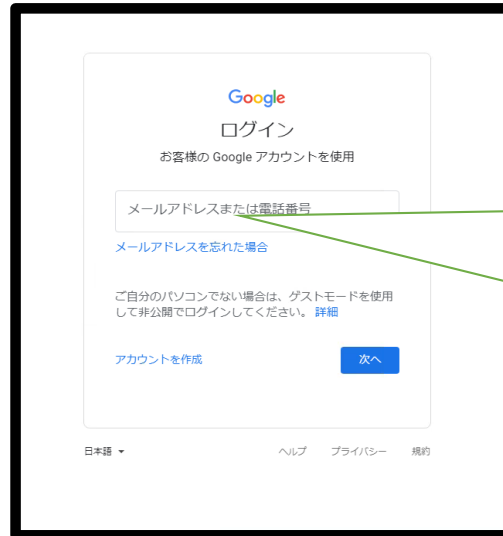 Google
ログイン
お客様の Google アカウントを使用
メールアドレスまたは電話番号
メールアドレスを忘れた場合
ご自分のパソコンでない場合は、ゲストモードを使用
して非公開でログインしてください。 詳細
アカウントを作成 次へ
日本語 ヘルプ プライバシー 規約